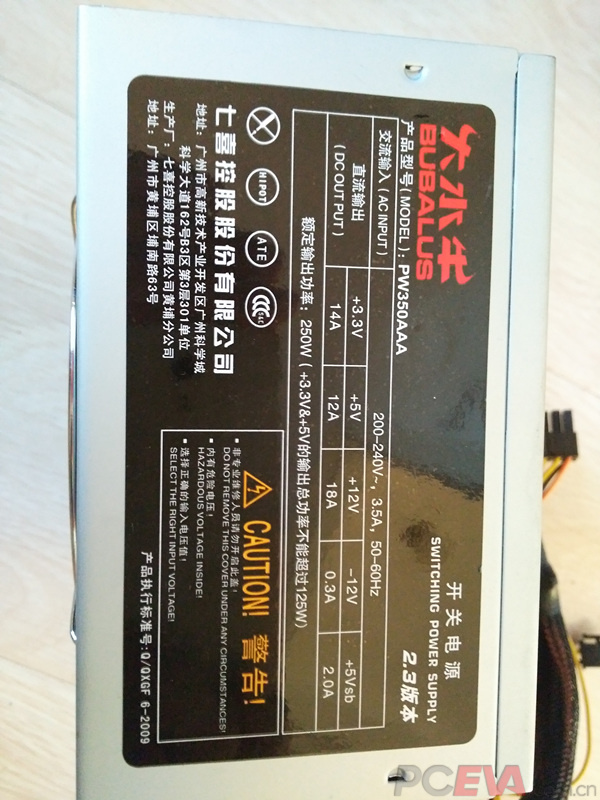 大水牛
BUBALUS
开关电源
SWITCHING POWER SUPPLY
2.3版本
产品型号(MODEL): PW350AAA
交流输入(AC INPUT) 200-240V~, 3.5A, 50-60Hz
直流输出 +3.3V +5V +12V -12V +5Vsb
(DC OUTPUT) 14A 12A 18A 0.3A 2.0A
额定输出功率: 250W(+3.3V&+5V的输出总功率不能超过125W)
HIPOT
ATE
CCC
S&E
七喜控股股份有限公司
地址: 广州市高新技术产业开发区广州科学城
科学大道162号B3区第3层301单位
生产厂: 七喜控股股份有限公司黄埔分公司
地址: 广州市黄埔区埔南路63号
CAUTION! 警告!
·非专业维修人员请勿开启此盖!
DO NOT REMOVE THIS COVER UNDER ANY CIRCUMSTANCES!
·内有危险电压!
HAZARDOUS VOLTAGE INSIDE!
·选择正确的输入电压值!
SELECT THE RIGHT INPUT VOLTAGE!
产品执行标准号: Q/QXGF 6-2009
PCEVA
.cn